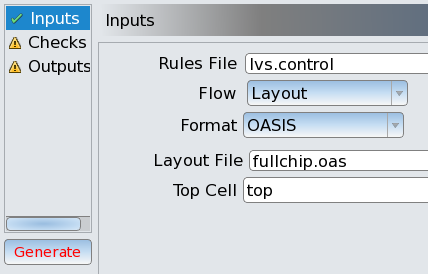 Inputs
Checks
Outputs
Generate
Inputs
Rules File lvs.control
Flow Layout
Format OASIS
Layout File fullchip.oas
Top Cell top